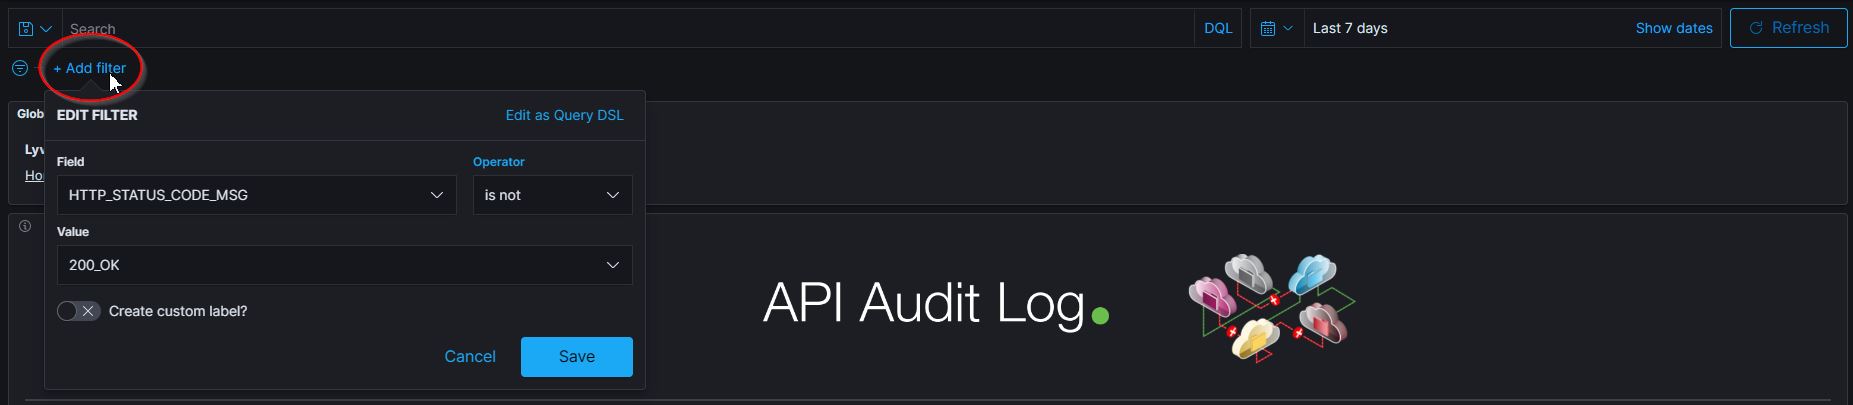 Search DQL Last 7 days Show dates Refresh
+ Add filter
Glob EDIT FILTER Edit as Query DSL
Lyv
Field Operator
Hor HTTP_STATUS_CODE_MSG is not
Value
200_OK
Create custom label?
API Audit Log
Cancel Save